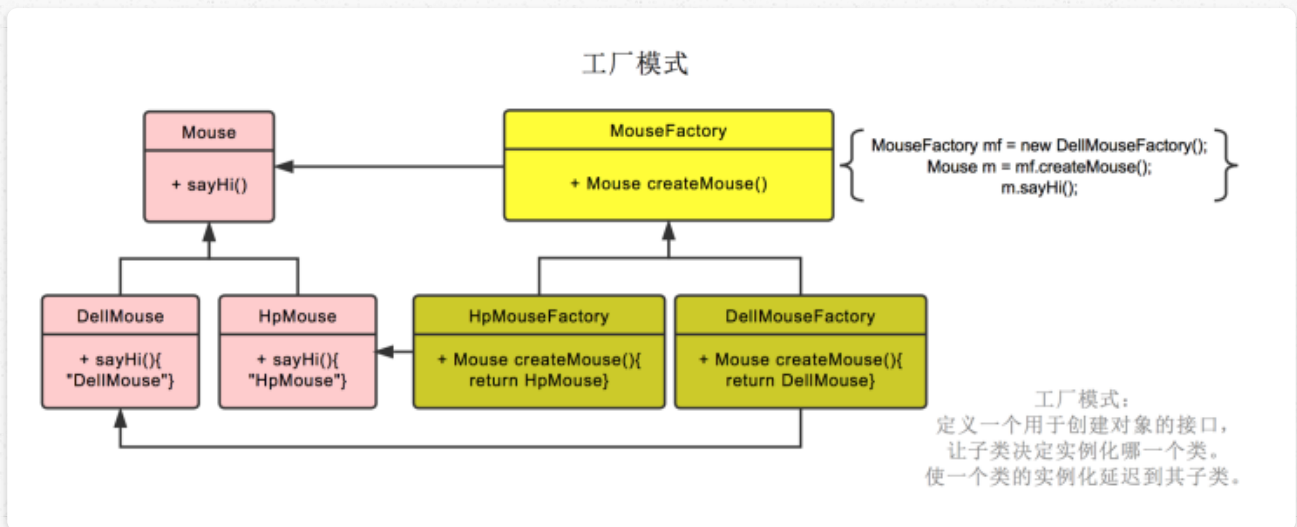 工厂模式
Mouse
+ sayHi()
MouseFactory
+ Mouse createMouse()
MouseFactory mf = new DellMouseFactory();
Mouse m = mf.createMouse();
m.sayHi();
DellMouse
+ sayHi(){
"DellMouse"}
HpMouse
+ sayHi(){
"HpMouse"}
HpMouseFactory
+ Mouse createMouse(){
return HpMouse}
DellMouseFactory
+ Mouse createMouse(){
return DellMouse}
工厂模式：
定义一个用于创建对象的接口，
让子类决定实例化哪一个类。
使一个类的实例化延迟到其子类。